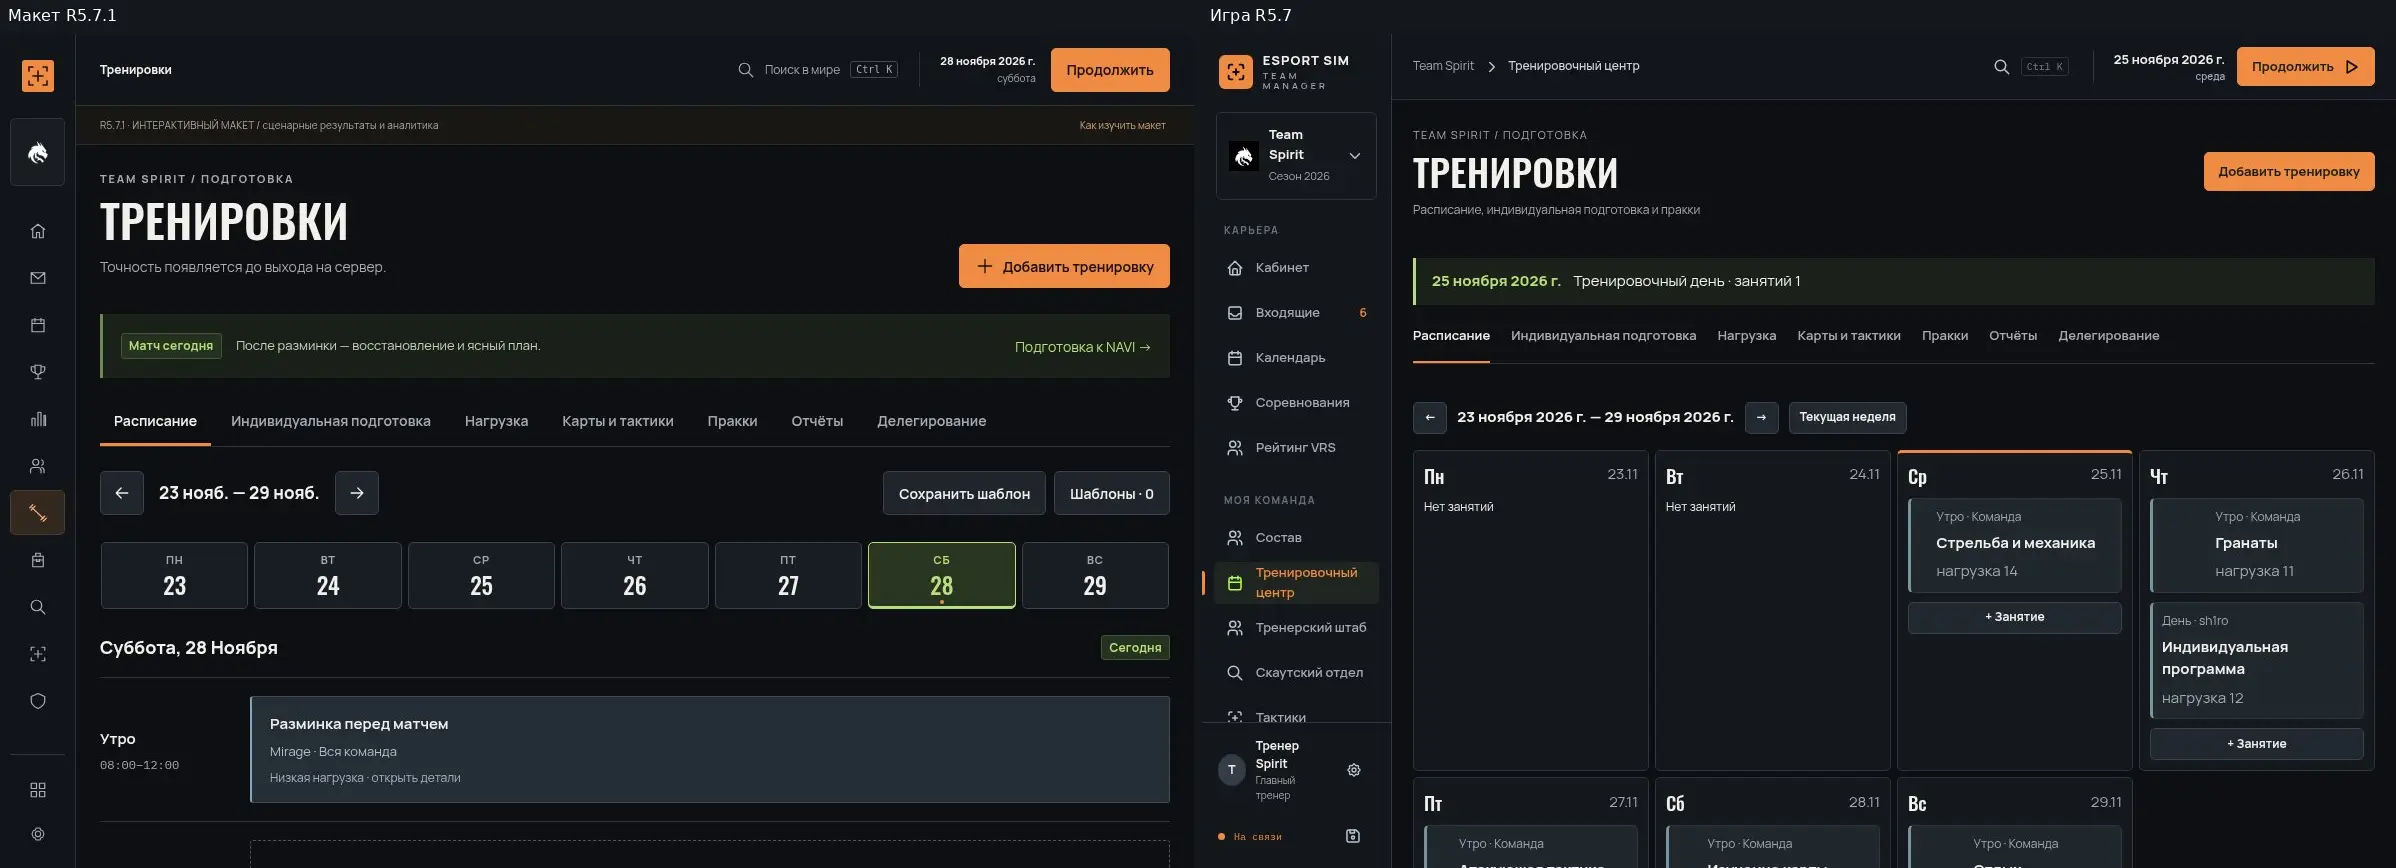 Макет R5.7.1
Тренировки
Поиск в мире
Ctrl K
28 ноября 2026 г.
суббота
Продолжить
R5.7.1 · ИНТЕРАКТИВНЫЙ МАКЕТ / сценарные результаты и аналитика
Как изучить макет
TEAM SPIRIT / ПОДГОТОВКА
ТРЕНИРОВКИ
Точность появляется до выхода на сервер.
Добавить тренировку
Матч сегодня
После разминки — восстановление и ясный план.
Подготовка к NAVI →
Расписание
Индивидуальная подготовка
Нагрузка
Карты и тактики
Пракки
Отчёты
Делегирование
←
23 нояб. — 29 нояб.
→
Сохранить шаблон
Шаблоны · 0
ПН
23
ВТ
24
СР
25
ЧТ
26
ПТ
27
СБ
28
ВС
29
Суббота, 28 Ноября
Сегодня
Утро
08:00–12:00
Разминка перед матчем
Mirage · Вся команда
Низкая нагрузка · открыть детали
Игра R5.7
ESPORT SIM
TEAM
MANAGER
Team
Spirit
Сезон 2026
КАРЬЕРА
Кабинет
Входящие
6
Календарь
Соревнования
Рейтинг VRS
МОЯ КОМАНДА
Состав
Тренировочный
центр
Тренерский штаб
Скаутский отдел
Тактики
Т
Тренер
Spirit
Главный
тренер
На связи
Team Spirit
Тренировочный центр
Ctrl K
25 ноября 2026 г.
среда
Продолжить
TEAM SPIRIT / ПОДГОТОВКА
ТРЕНИРОВКИ
Расписание, индивидуальная подготовка и пракки
Добавить тренировку
25 ноября 2026 г.
Тренировочный день · занятий 1
Расписание
Индивидуальная подготовка
Нагрузка
Карты и тактики
Пракки
Отчёты
Делегирование
←
23 ноября 2026 г. — 29 ноября 2026 г.
→
Текущая неделя
Пн
23.11
Нет занятий
Вт
24.11
Нет занятий
Ср
25.11
Утро · Команда
Стрельба и механика
нагрузка 14
+ Занятие
Чт
26.11
Утро · Команда
Гранаты
нагрузка 11
День · sh1ro
Индивидуальная
программа
нагрузка 12
+ Занятие
Пт
27.11
Утро · Команда
Сб
28.11
Утро · Команда
Вс
29.11
Утро · Команда